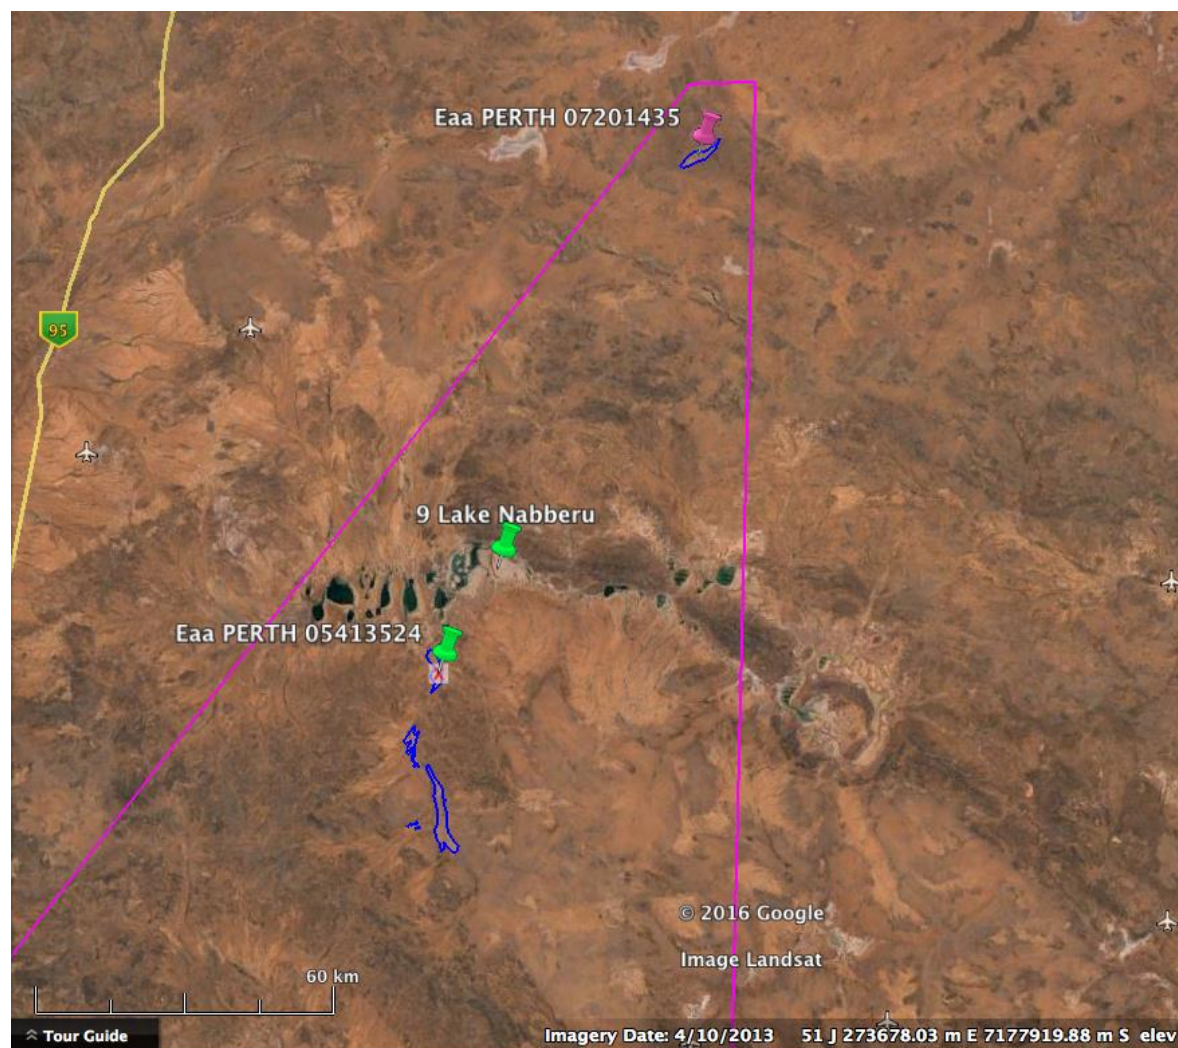 Eaa PERTH 07201435
95
9 Lake Nabberu
Eaa PERTH 05413524
X
© 2016 Google
Image Landsat
60 km
Tour Guide
Imagery Date: 4/10/2013 51 J 273678.03 m E 7177919.88 m S elev